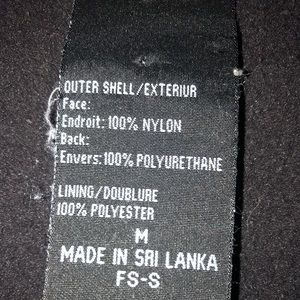 OUTER SHELL/EXTERIUR
Face:
Endroit: 100% NYLON
Back:
Envers: 100% POLYURETHANE
LINING/DOUBLURE
100% POLYESTER
M
MADE IN SRI LANKA
FS-S